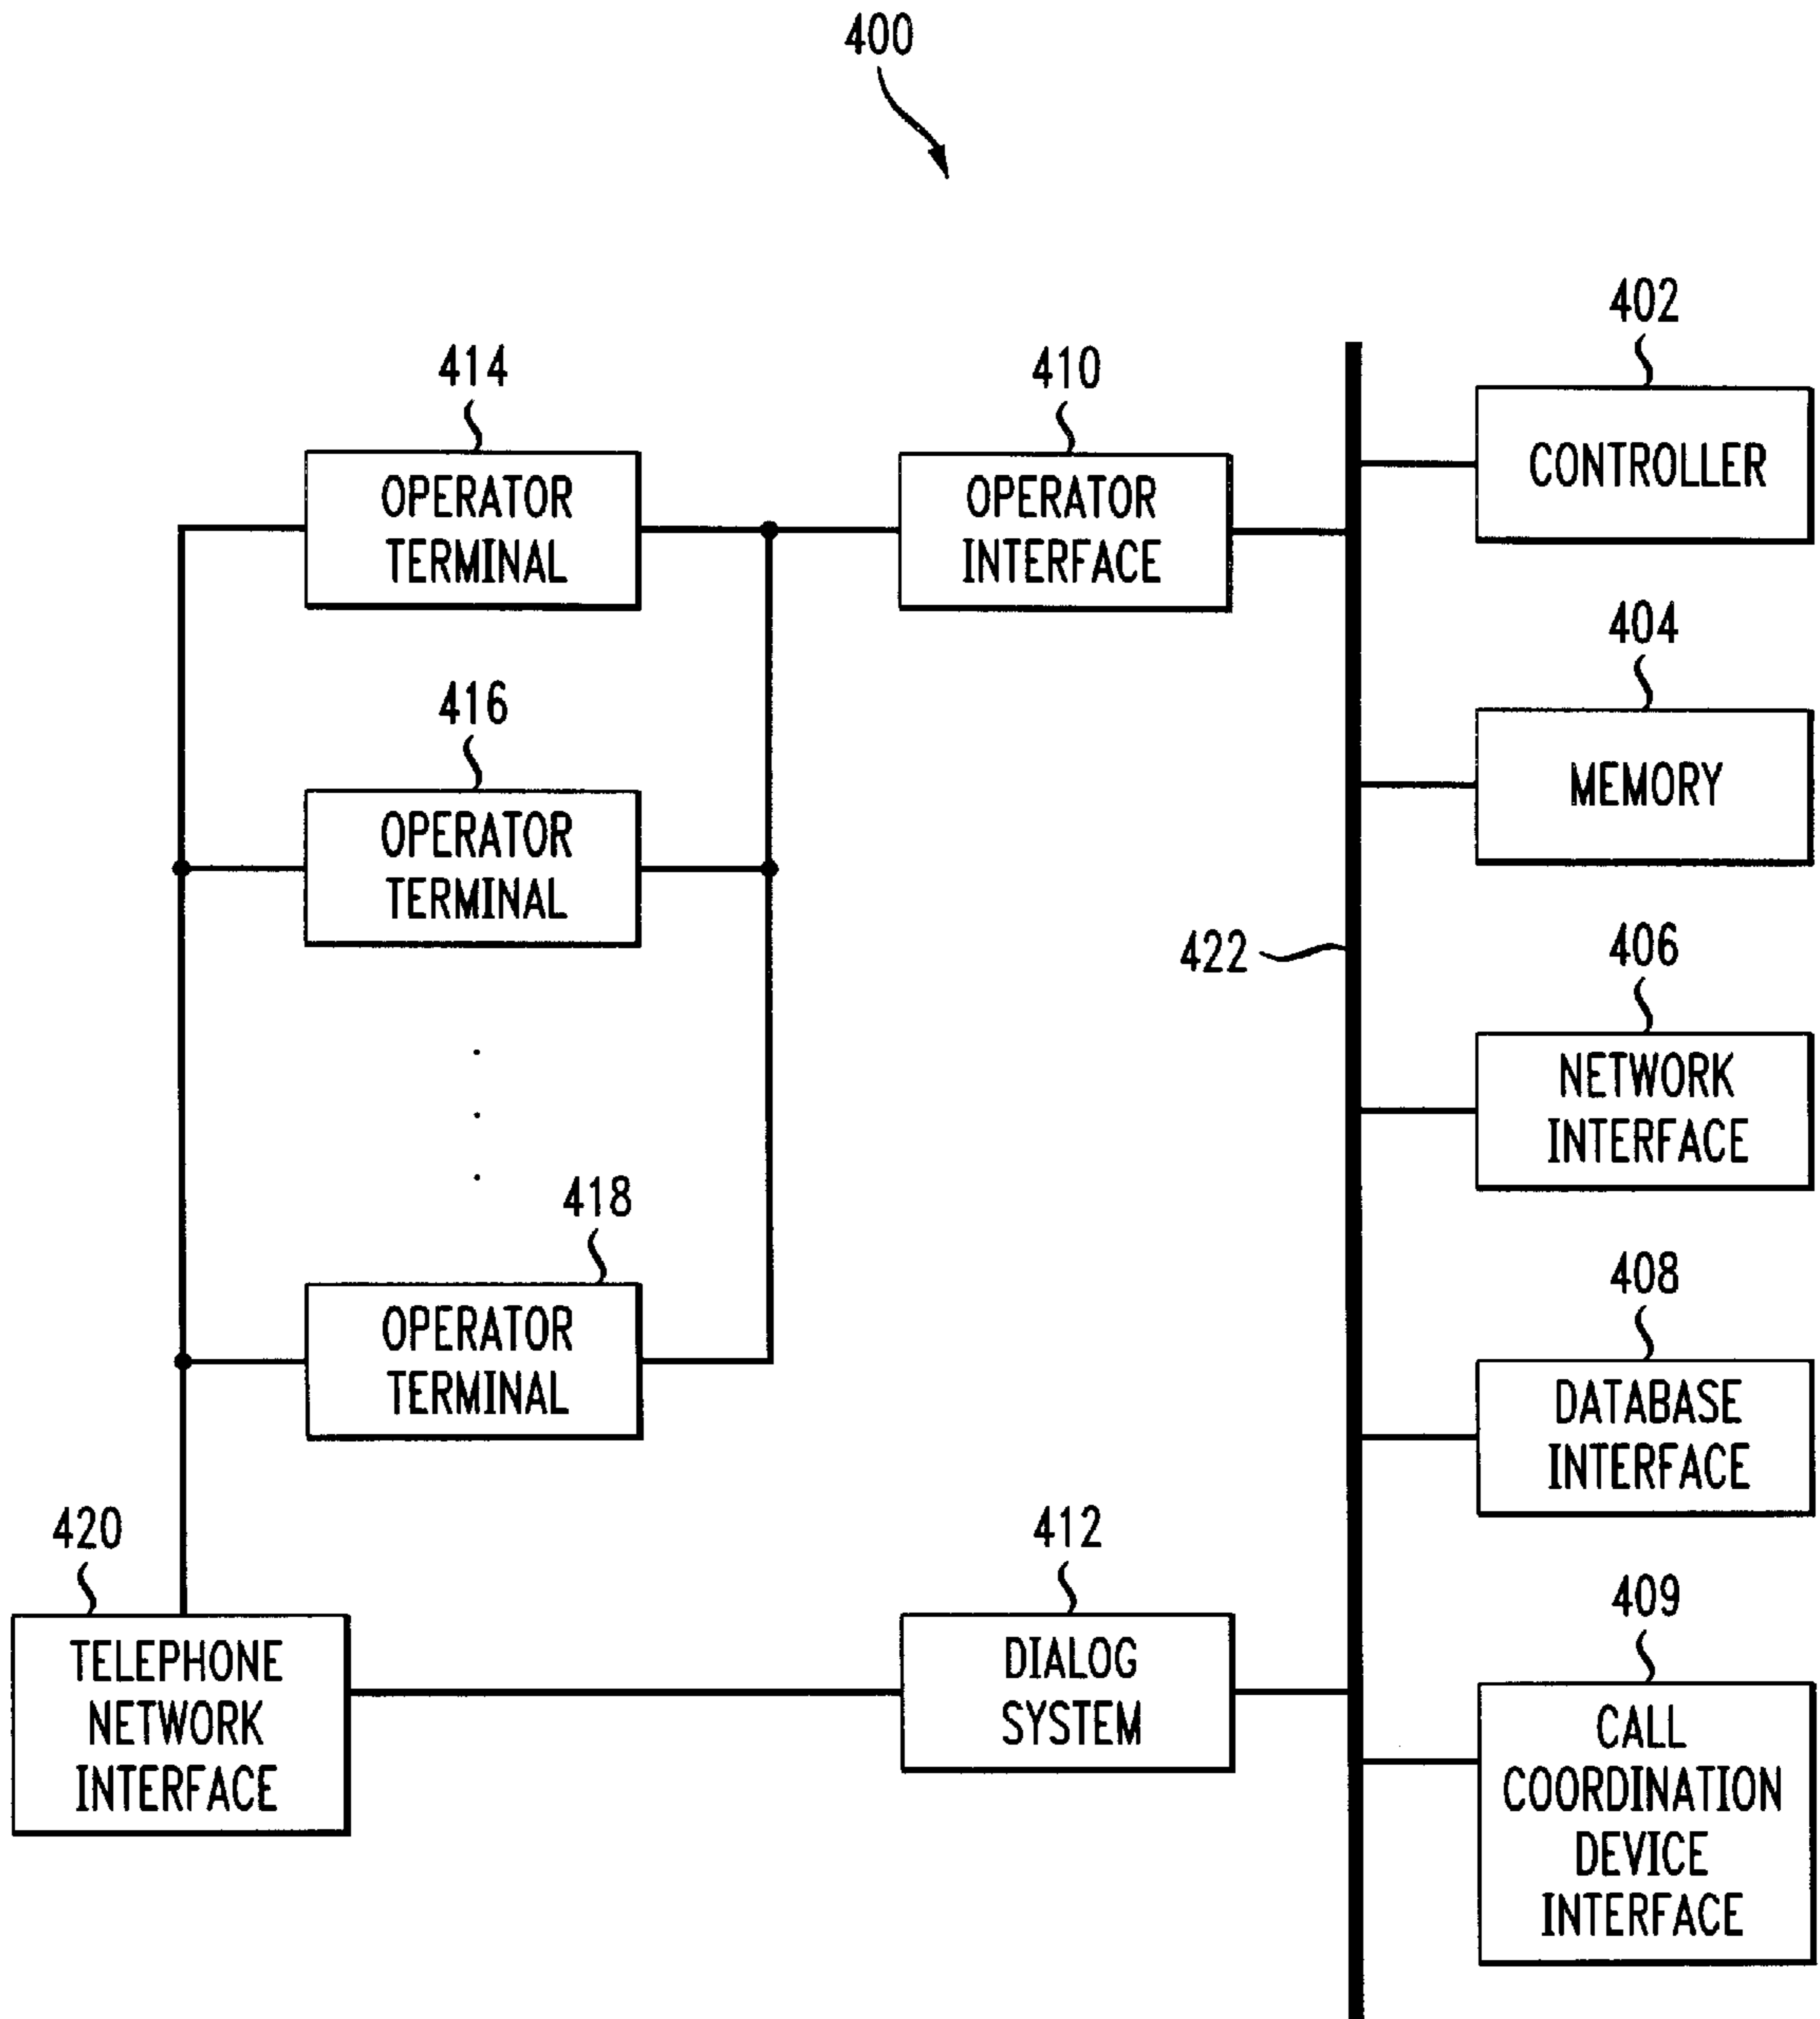 400
402
CONTROLLER
414
OPERATOR
TERMINAL
410
OPERATOR
INTERFACE
404
MEMORY
416
OPERATOR
TERMINAL
422
406
NETWORK
INTERFACE
418
OPERATOR
TERMINAL
408
DATABASE
INTERFACE
420
TELEPHONE
NETWORK
INTERFACE
412
DIALOG
SYSTEM
409
CALL
COORDINATION
DEVICE
INTERFACE